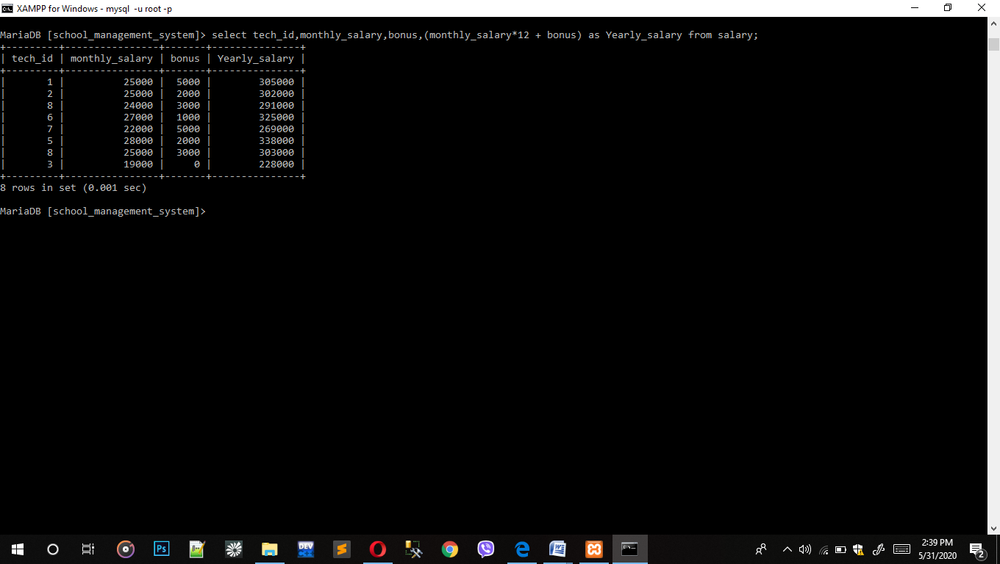 XAMPP for Windows - mysql -u root -p
MariaDB [school_management_system]> select tech_id,monthly_salary,bonus,(monthly_salary*12 + bonus) as Yearly_salary from salary;
+---------+----------------+-------+---------------+
| tech_id | monthly_salary | bonus | Yearly_salary |
+---------+----------------+-------+---------------+
|       1 |          25000 |  5000 |        305000 |
|       2 |          25000 |  2000 |        302000 |
|       8 |          24000 |  3000 |        291000 |
|       6 |          27000 |  1000 |        325000 |
|       7 |          22000 |  5000 |        269000 |
|       5 |          28000 |  2000 |        338000 |
|       8 |          25000 |  3000 |        303000 |
|       3 |          19000 |     0 |        228000 |
+---------+----------------+-------+---------------+
8 rows in set (0.001 sec)
MariaDB [school_management_system]>
Ps
DEV
2:39 PM
5/31/2020
2